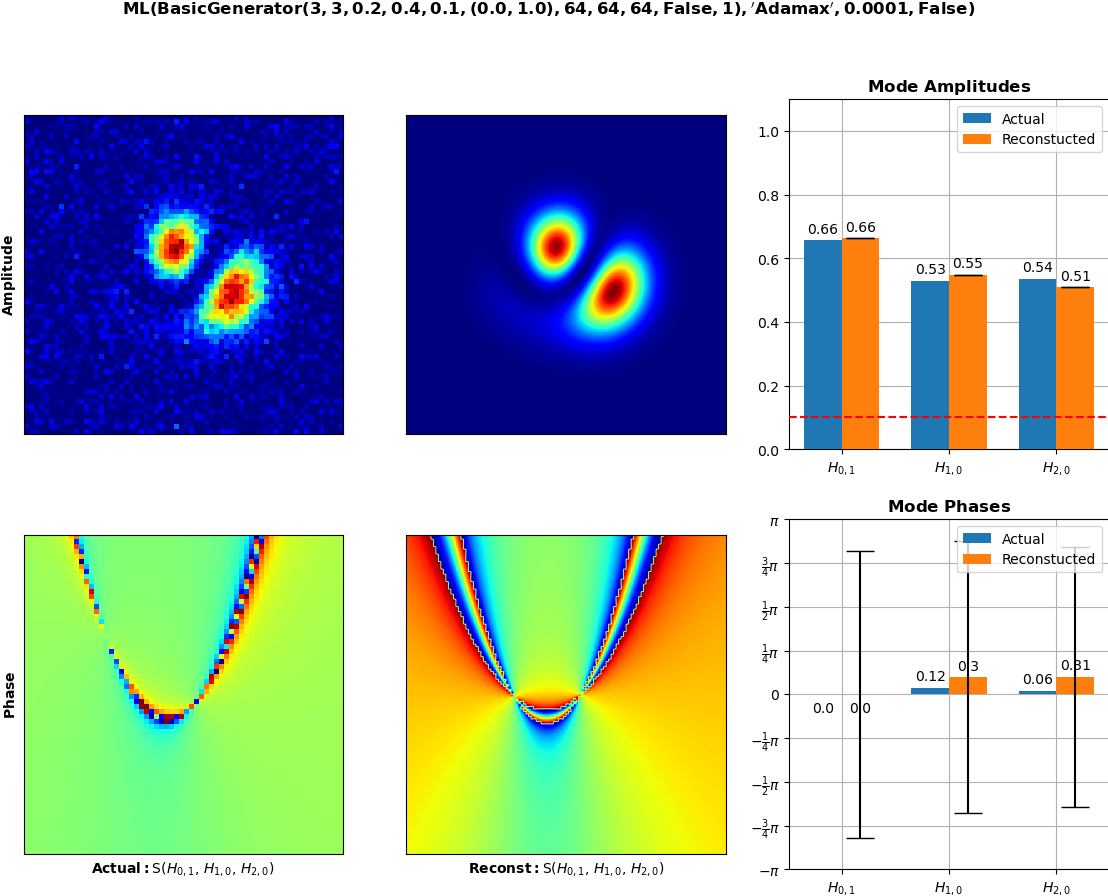 ML(BasicGenerator(3, 3, 0.2, 0.4, 0.1, (0.0, 1.0), 64, 64, 64, False, 1), ′Adamax′, 0.0001, False)
Amplitude
Mode Amplitudes
Actual
Reconstucted
1.0
0.8
0.6
0.4
0.2
0.0
0.66
0.66
0.53
0.55
0.54
0.51
H₀,₁
H₁,₀
H₂,₀
Phase
Actual: S(H₀,₁, H₁,₀, H₂,₀)
Reconst: S(H₀,₁, H₁,₀, H₂,₀)
Mode Phases
Actual
Reconstucted
π
3/4π
1/2π
1/4π
0
−1/4π
−1/2π
−3/4π
−π
0.0
0.0
0.12
0.3
0.06
0.31
H₀,₁
H₁,₀
H₂,₀